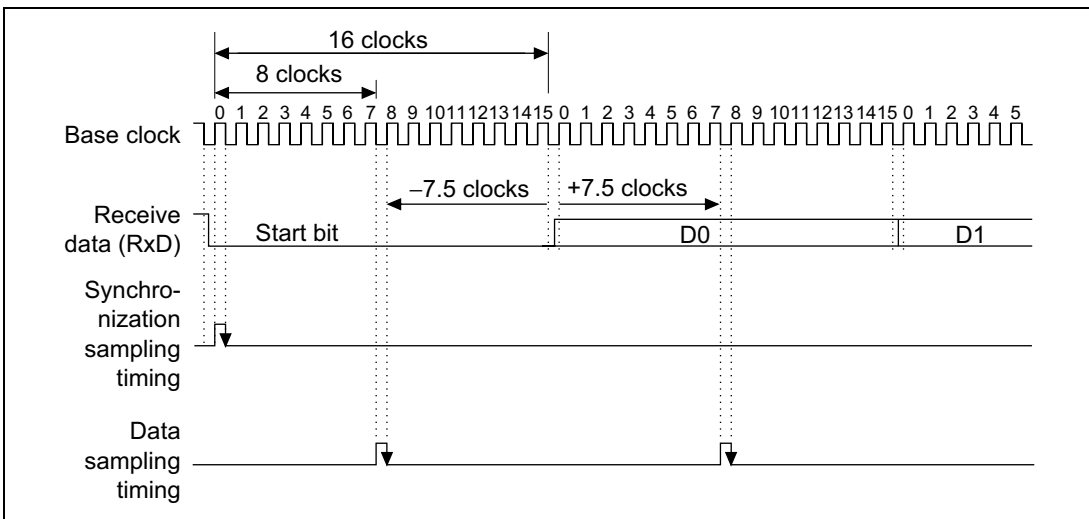 16 clocks
8 clocks
0 1 2 3 4 5 6 7 8 9 10 11 12 13 14 15 0 1 2 3 4 5 6 7 8 9 10 11 12 13 14 15 0 1 2 3 4 5
Base clock
–7.5 clocks +7.5 clocks
Receive
data (RxD)
Start bit D0 D1
Synchro-
nization
sampling
timing
Data
sampling
timing